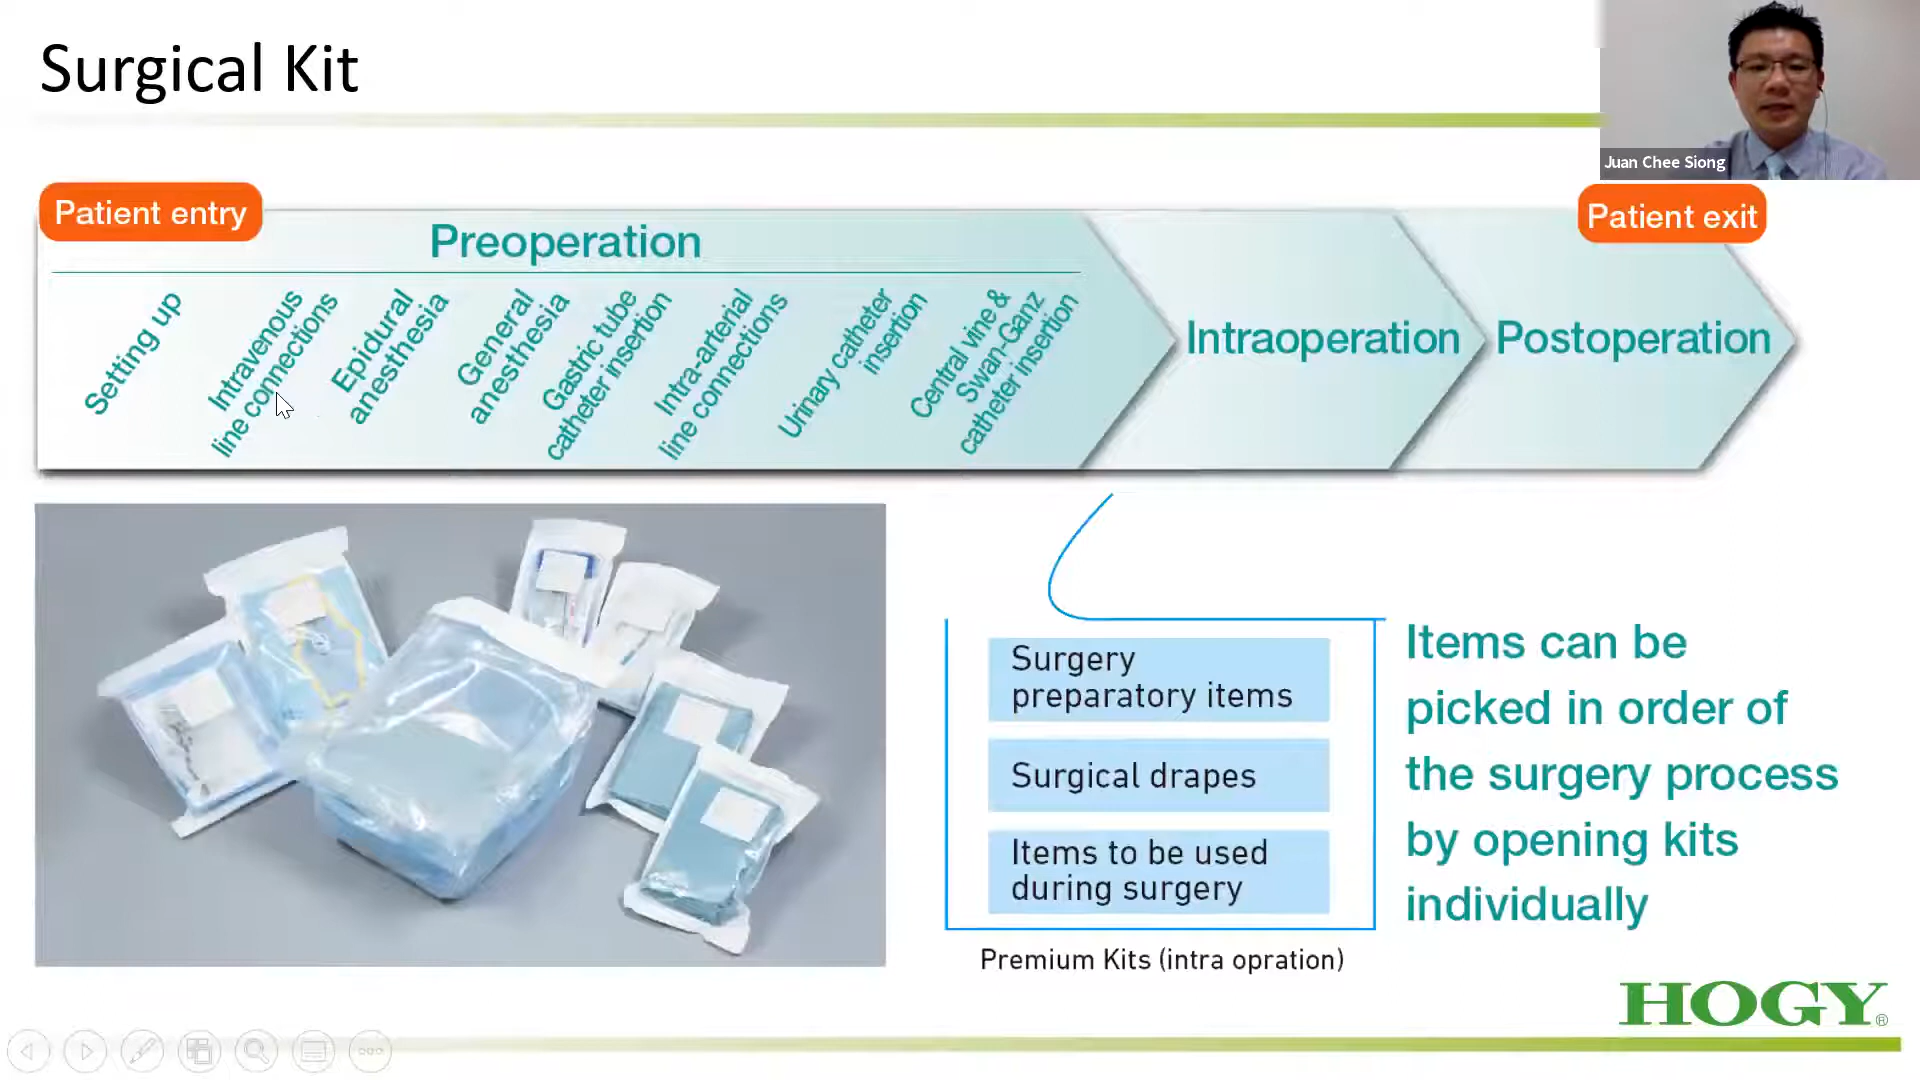 Surgical Kit
Juan Chee Siong
Patient entry
Patient exit
Preoperation
Setting up
Intravenous
line connections
Epidural
anesthesia
General
anesthesia
Gastric tube
catheter insertion
Intra-arterial
line connections
Urinary catheter
insertion
Central vine &
Swan-Ganz
catheter insertion
Intraoperation
Postoperation
Surgery
preparatory items
Surgical drapes
Items to be used
during surgery
Premium Kits (intra opration)
Items can be
picked in order of
the surgery process
by opening kits
individually
HOGY®